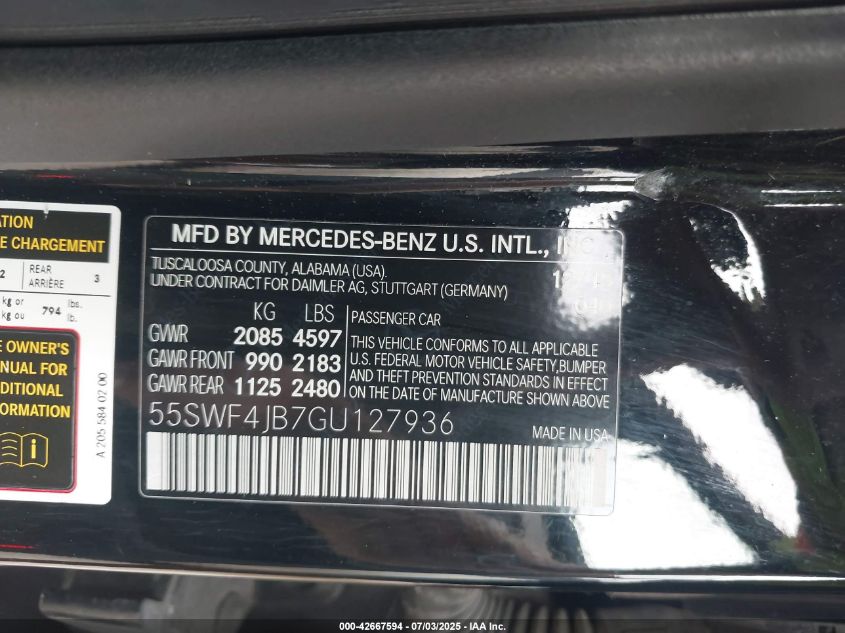 ATION
E CHARGEMENT
2 REAR ARRIÈRE 3
kg or
kg ou 794 lbs. lb.
E OWNER'S
NUAL FOR
DITIONAL
ORMATION
A 205 584 02 00
MFD BY MERCEDES-BENZ U.S. INTL., INC
TUSCALOOSA COUNTY, ALABAMA (USA).
UNDER CONTRACT FOR DAIMLER AG, STUTTGART (GERMANY)
KG LBS
GWR 2085 4597
GAWR FRONT 990 2183
GAWR REAR 1125 2480
PASSENGER CAR
THIS VEHICLE CONFORMS TO ALL APPLICABLE
U.S. FEDERAL MOTOR VEHICLE SAFETY,BUMPER
AND THEFT PREVENTION STANDARDS IN EFFECT
ON THE DATE OF MANUFACTURE SHOWN ABOVE
55SWF4JB7GU127936
MADE IN USA
000-42667594 - 07/03/2025 - IAA Inc.